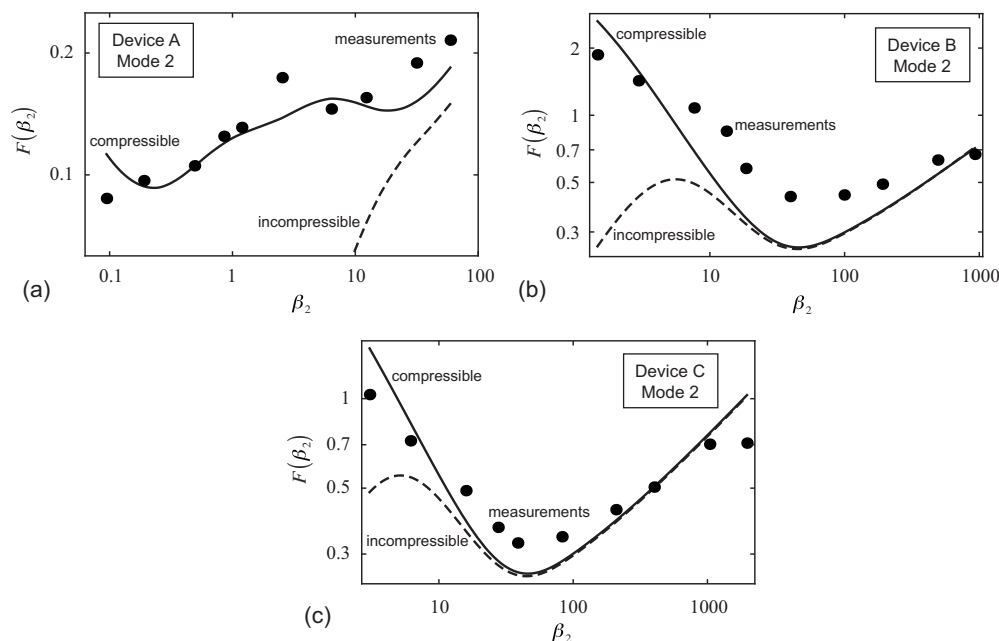 Device A
Mode 2
measurements
compressible
incompressible
0.2
0.1
F(β₂)
0.1
1
10
100
β₂
(a)
compressible
Device B
Mode 2
measurements
incompressible
2
1
0.7
0.5
0.3
F(β₂)
10
100
1000
β₂
(b)
compressible
Device C
Mode 2
measurements
incompressible
1
0.7
0.5
0.3
F(β₂)
10
100
1000
β₂
(c)